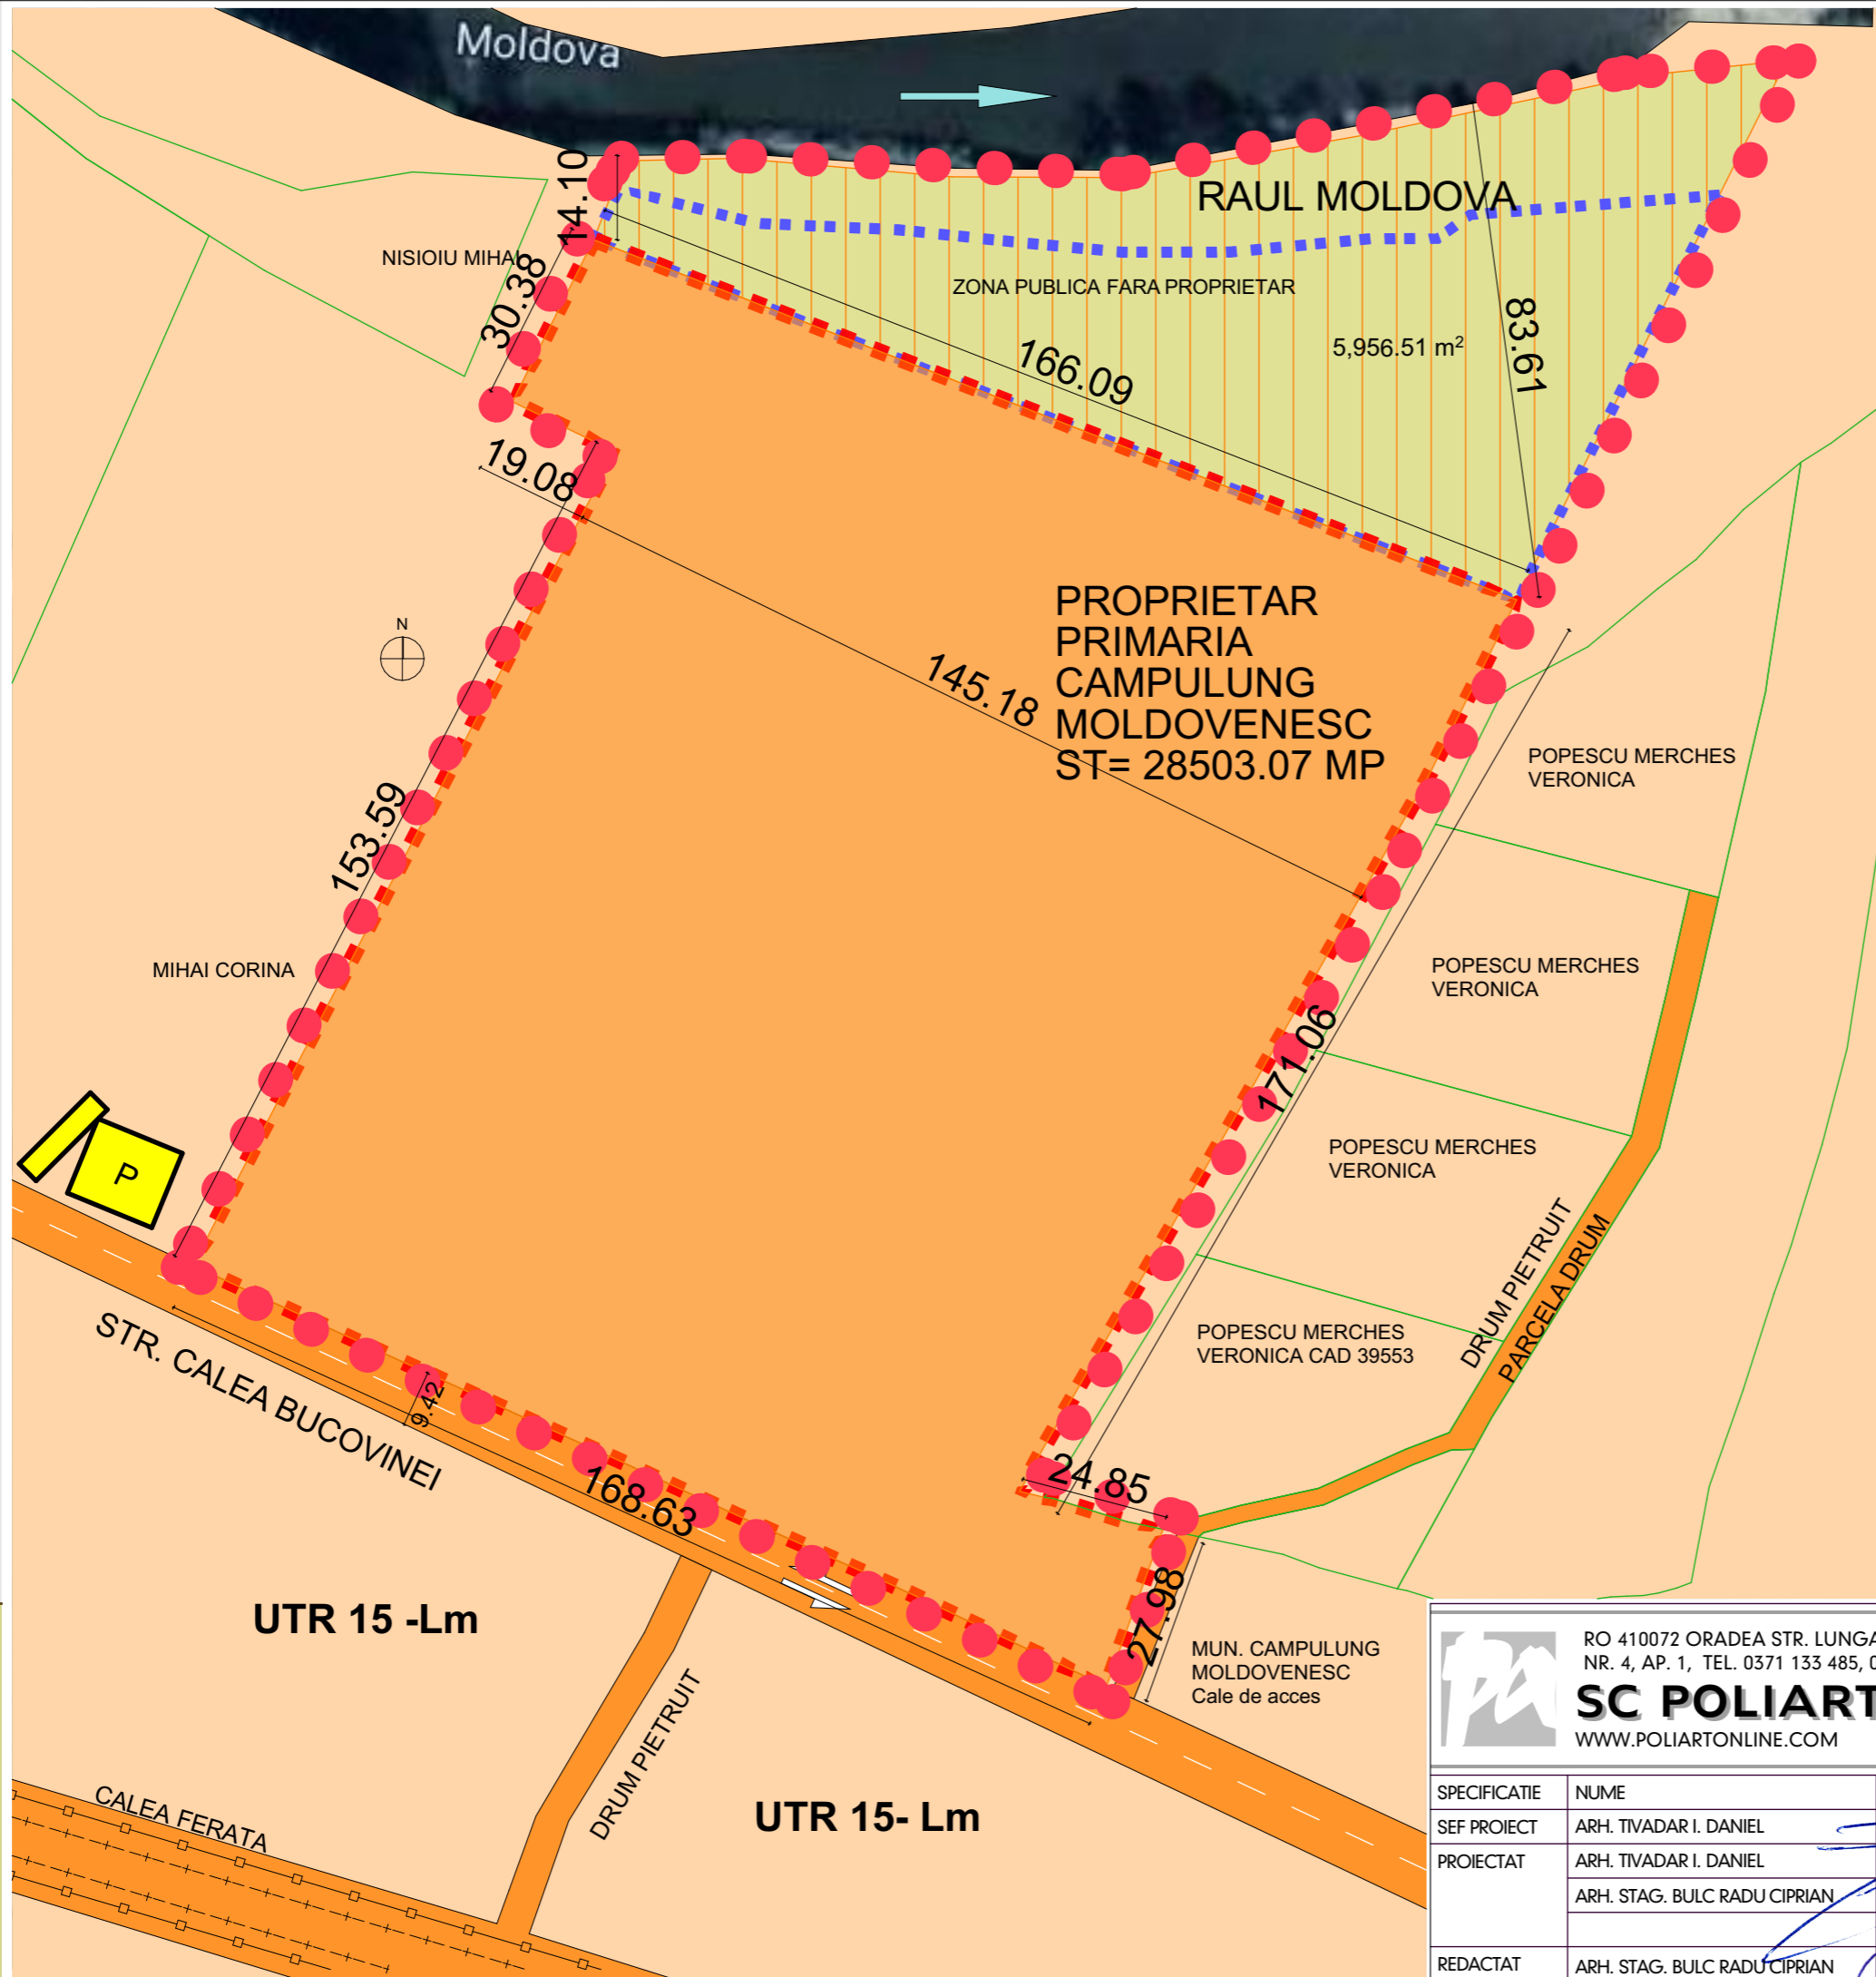 Moldova
14.10
RAUL MOLDOVA
NISIOIU MIHAI
30.38
ZONA PUBLICA FARA PROPRIETAR
83.61
166.09
5,956.51 m²
19.08
PROPRIETAR
PRIMARIA
CAMPULUNG
MOLDOVENESC
ST= 28503.07 MP
N
145.18
POPESCU MERCHES
VERONICA
153.59
MIHAI CORINA
POPESCU MERCHES
VERONICA
171.06
P
POPESCU MERCHES
VERONICA
DRUM PIETRUIT
PARCELA DRUM
POPESCU MERCHES
VERONICA CAD 39553
STR. CALEA BUCOVINEI
9.42
168.63
24.85
27.98
UTR 15 -Lm
MUN. CAMPULUNG
MOLDOVENESC
Cale de acces
DRUM PIETRUIT
CALEA FERATA
UTR 15- Lm
RO 410072 ORADEA STR. LUNGA
NR. 4, AP. 1, TEL. 0371 133 485, 0
SC POLIART
WWW.POLIARTONLINE.COM
SPECIFICATIE NUME
SEF PROIECT ARH. TIVADAR I. DANIEL
PROIECTAT ARH. TIVADAR I. DANIEL
ARH. STAG. BULC RADU CIPRIAN
REDACTAT ARH. STAG. BULC RADU CIPRIAN